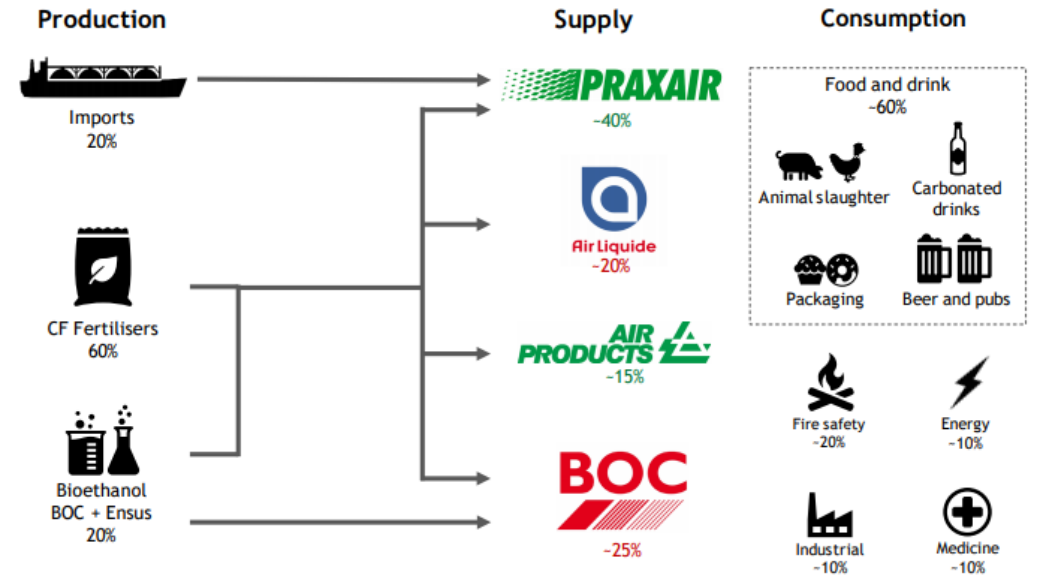 Production
Supply
Consumption
Imports
20%
CF Fertilisers
60%
Bioethanol
BOC + Ensus
20%
PRAXAIR
~40%
Air Liquide
~20%
AIR
PRODUCTS
~15%
BOC
~25%
Food and drink
~60%
Animal slaughter
Carbonated
drinks
Packaging
Beer and pubs
Fire safety
~20%
Energy
~10%
Industrial
~10%
Medicine
~10%